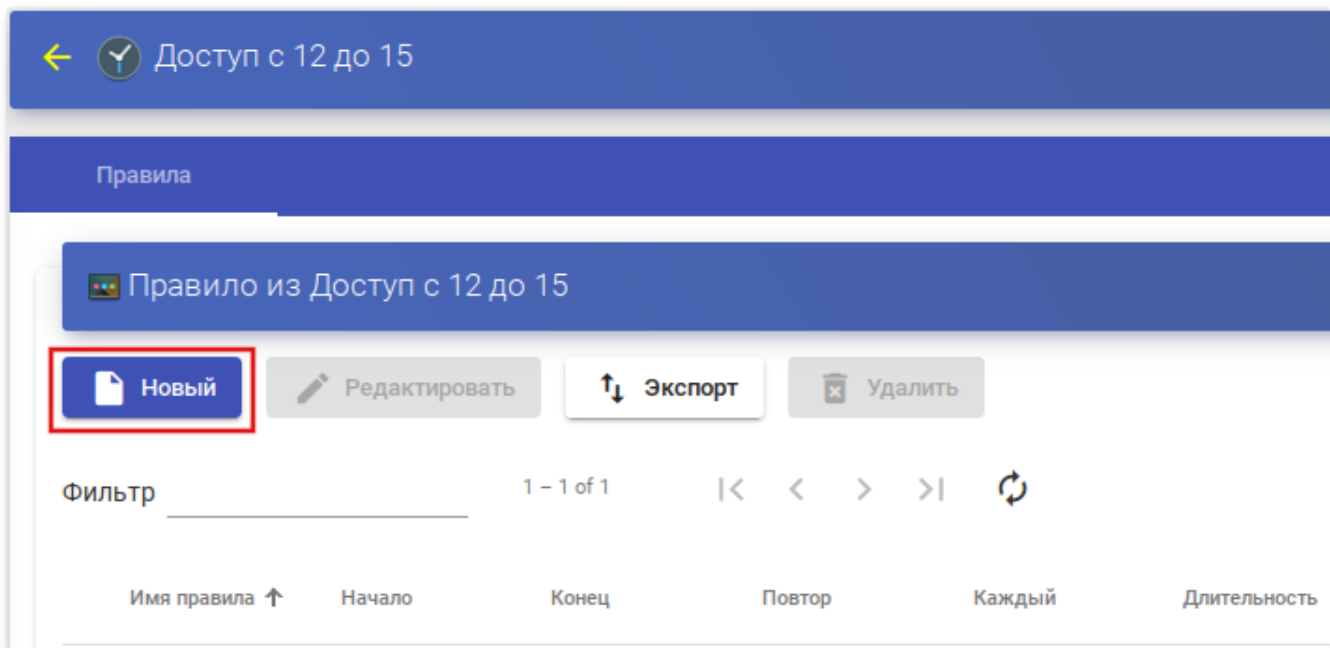 Доступ с 12 до 15
Правила
Правило из Доступ с 12 до 15
Новый Редактировать Экспорт Удалить
Фильтр 1 – 1 of 1
Имя правила Начало Конец Повтор Каждый Длительность